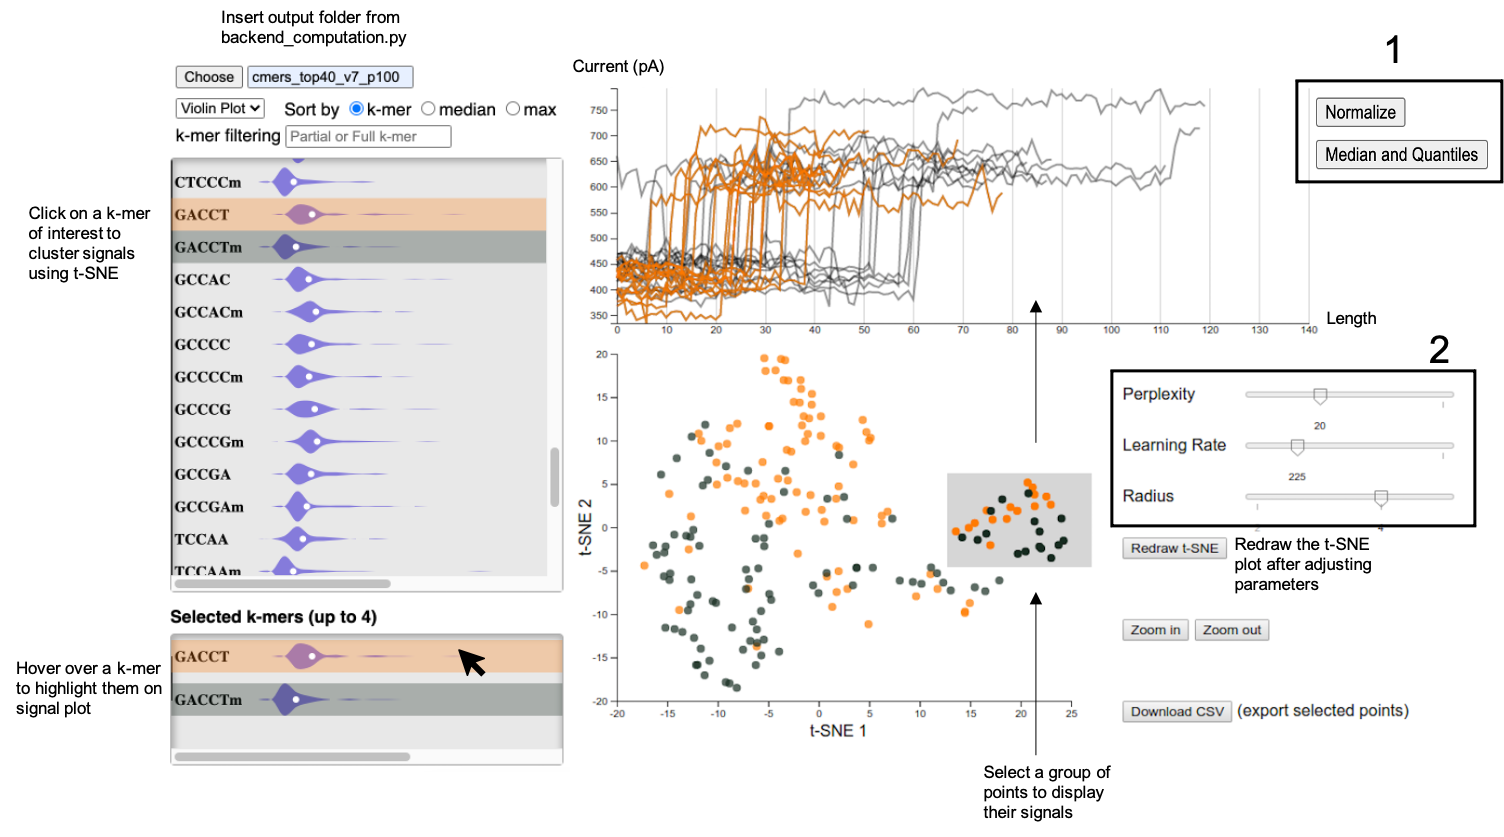 Insert output folder from
backend_computation.py
Choose cmers_top40_v7_p100
Violin Plot Sort by k-mer median max
k-mer filtering Partial or Full k-mer
CTCCCm
GACCT
GACCTm
GCCAC
GCCACm
GCCCC
GCCCCm
GCCCG
GCCCGm
GCCGA
GCCGAm
TCCAA
TCCAAm
Click on a k-mer
of interest to
cluster signals
using t-SNE
Selected k-mers (up to 4)
GACCT
GACCTm
Hover over a k-mer
to highlight them on
signal plot
Current (pA)
750
700
650
600
550
500
450
400
350
0 10 20 30 40 50 60 70 80 90 100 110 120 130 140
Length
1
Normalize
Median and Quantiles
t-SNE 2
20
15
10
5
0
-5
-10
-15
-20
-20 -15 -10 -5 0 5 10 15 20 25
t-SNE 1
Select a group of
points to display
their signals
2
Perplexity
20
Learning Rate
225
Radius
Redraw t-SNE
Redraw the t-SNE
plot after adjusting
parameters
Zoom in Zoom out
Download CSV (export selected points)